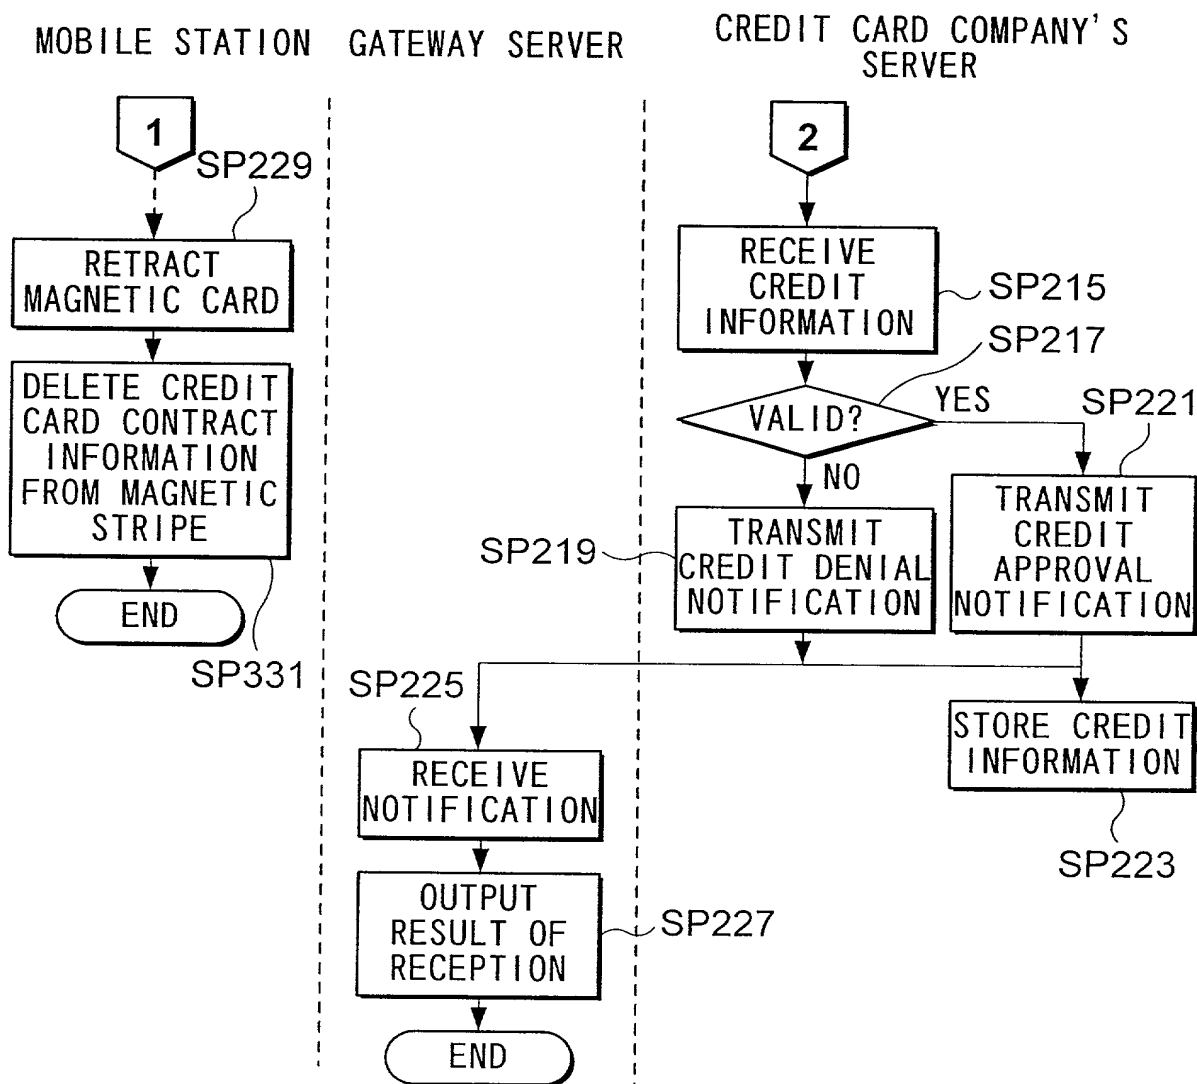 MOBILE STATION
GATEWAY SERVER
CREDIT CARD COMPANY'S
SERVER
1
SP229
RETRACT
MAGNETIC CARD
DELETE CREDIT
CARD CONTRACT
INFORMATION
FROM MAGNETIC
STRIPE
END
SP331
2
RECEIVE
CREDIT
INFORMATION
SP215
SP217
VALID?
YES
NO
SP221
SP219
TRANSMIT
CREDIT DENIAL
NOTIFICATION
TRANSMIT
CREDIT
APPROVAL
NOTIFICATION
SP225
RECEIVE
NOTIFICATION
STORE CREDIT
INFORMATION
SP223
OUTPUT
RESULT OF
RECEPTION
SP227
END